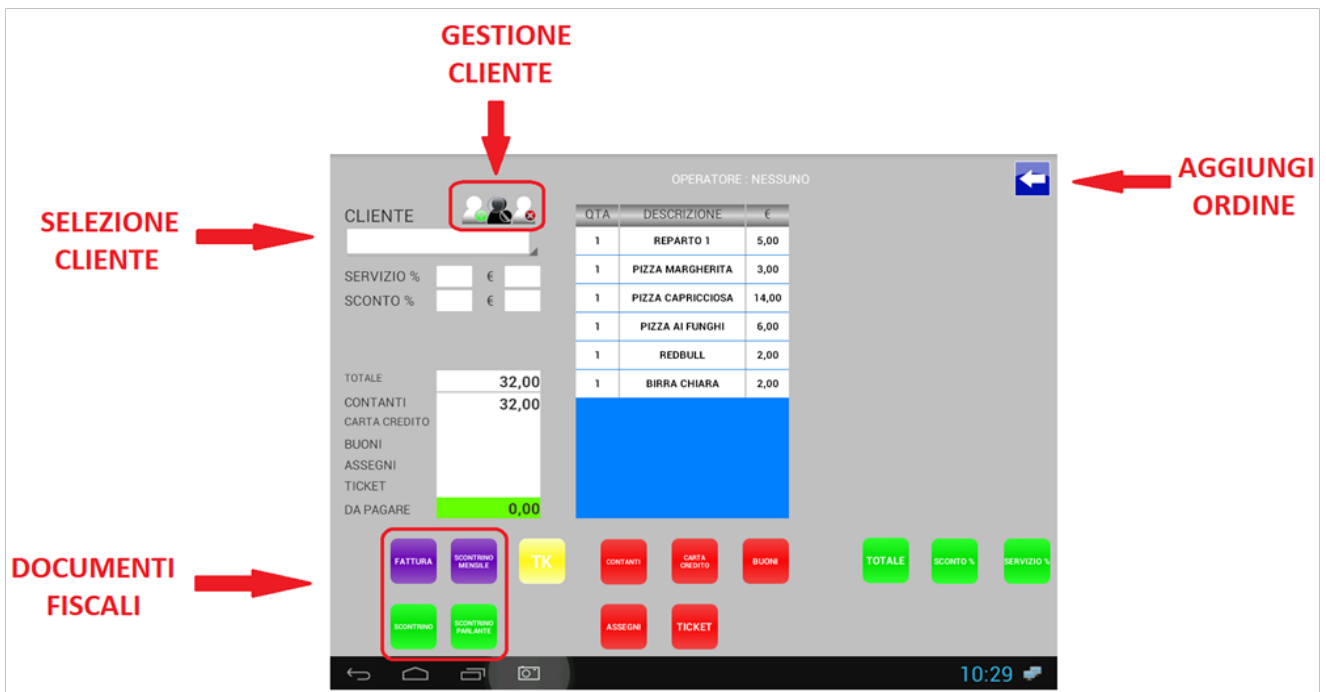 GESTIONE
CLIENTE
AGGIUNGI
ORDINE
SELEZIONE
CLIENTE
DOCUMENTI
FISCALI
OPERATORE : NESSUNO
CLIENTE
SERVIZIO % €
SCONTO % €
QTA DESCRIZIONE €
1 REPARTO 1 5,00
1 PIZZA MARGHERITA 3,00
1 PIZZA CAPRICCIOSA 14,00
1 PIZZA AI FUNGHI 6,00
1 REDBULL 2,00
1 BIRRA CHIARA 2,00
TOTALE 32,00
CONTANTI 32,00
CARTA CREDITO
BUONI
ASSEGNI
TICKET
DA PAGARE 0,00
FATTURA
SCONTRINO
MENSILE
TK
CONTANTI
CARTA
CREDITO
BUONI
TOTALE
SCONTO %
SERVIZIO %
SCONTRINO
SCONTRINO
PARLANTE
ASSEGNI
TICKET
10:29